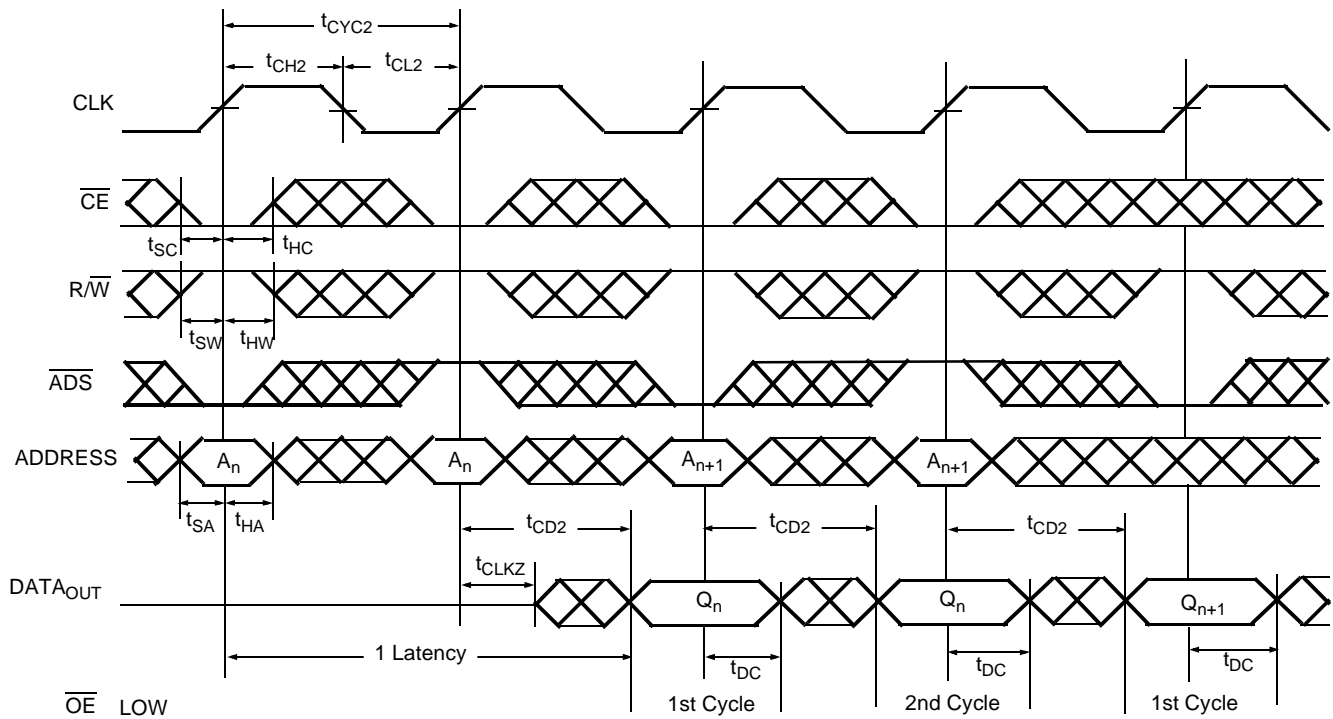 tCYC2
tCH2 tCL2
CLK
CE
tSC tHC
R/W
tSW tHW
ADS
ADDRESS An An An+1 An+1
tSA tHA tCD2 tCD2 tCD2
tCLKZ
DATAOUT Qn Qn Qn+1
1 Latency tDC tDC tDC
OE LOW 1st Cycle 2nd Cycle 1st Cycle